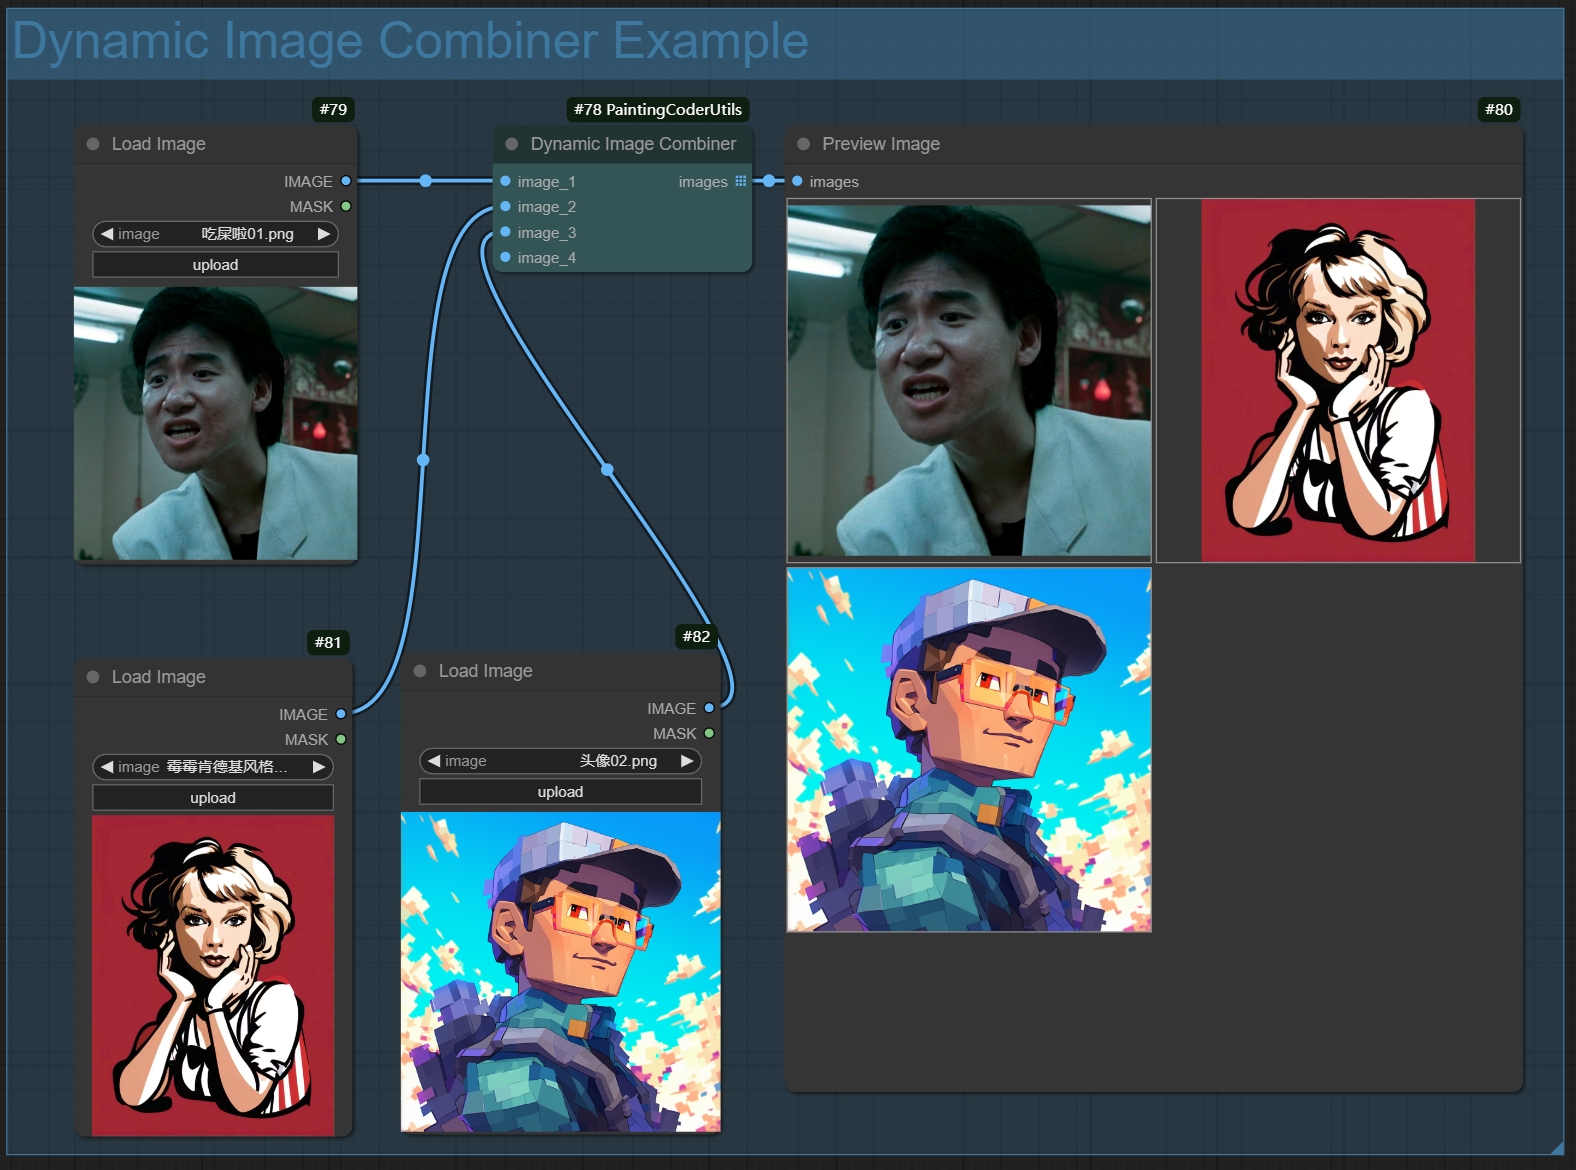 Dynamic Image Combiner Example
#79
Load Image
IMAGE
MASK
image 吃屎啦01.png
upload
#78 PaintingCoderUtils
Dynamic Image Combiner
image_1 images
image_2
image_3
image_4
#80
Preview Image
images
#81
Load Image
IMAGE
MASK
image 霉霉肯德基风格...
upload
#82
Load Image
IMAGE
MASK
image 头像02.png
upload